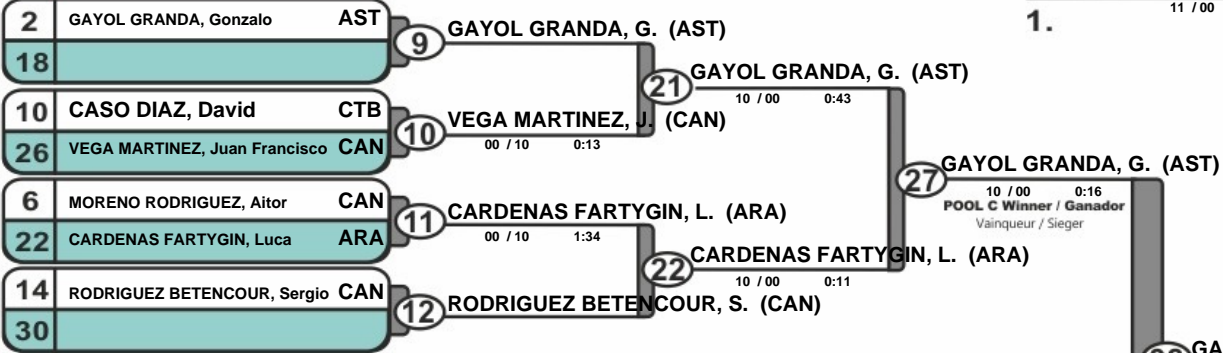 11 / 00
1.
2 GAYOL GRANDA, Gonzalo AST
18
9 GAYOL GRANDA, G. (AST)
21 GAYOL GRANDA, G. (AST)
10 / 00 0:43
10 CASO DIAZ, David CTB
26 VEGA MARTINEZ, Juan Francisco CAN
10 VEGA MARTINEZ, J. (CAN)
00 / 10 0:13
27 GAYOL GRANDA, G. (AST)
10 / 00 0:16
POOL C Winner / Ganador
Vainqueur / Sieger
6 MORENO RODRIGUEZ, Aitor CAN
22 CARDENAS FARTYGIN, Luca ARA
11 CARDENAS FARTYGIN, L. (ARA)
00 / 10 1:34
22 CARDENAS FARTYGIN, L. (ARA)
10 / 00 0:11
14 RODRIGUEZ BETENCOUR, Sergio CAN
30
12 RODRIGUEZ BETENCOUR, S. (CAN)
GA